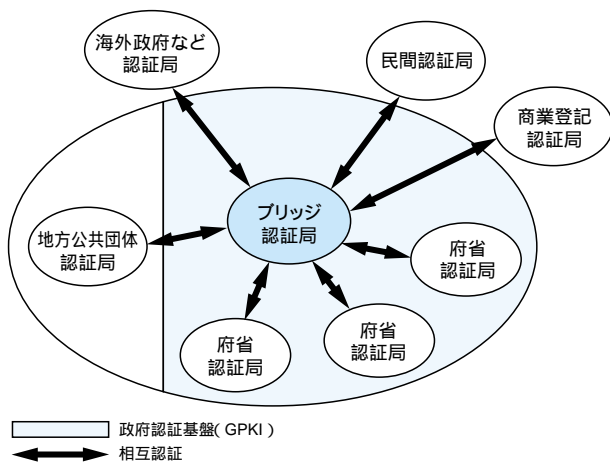 海外政府など
認証局
民間認証局
商業登記
認証局
ブリッジ
認証局
地方公共団体
認証局
府省
認証局
府省
認証局
府省
認証局
政府認証基盤( GPKI )
相互認証